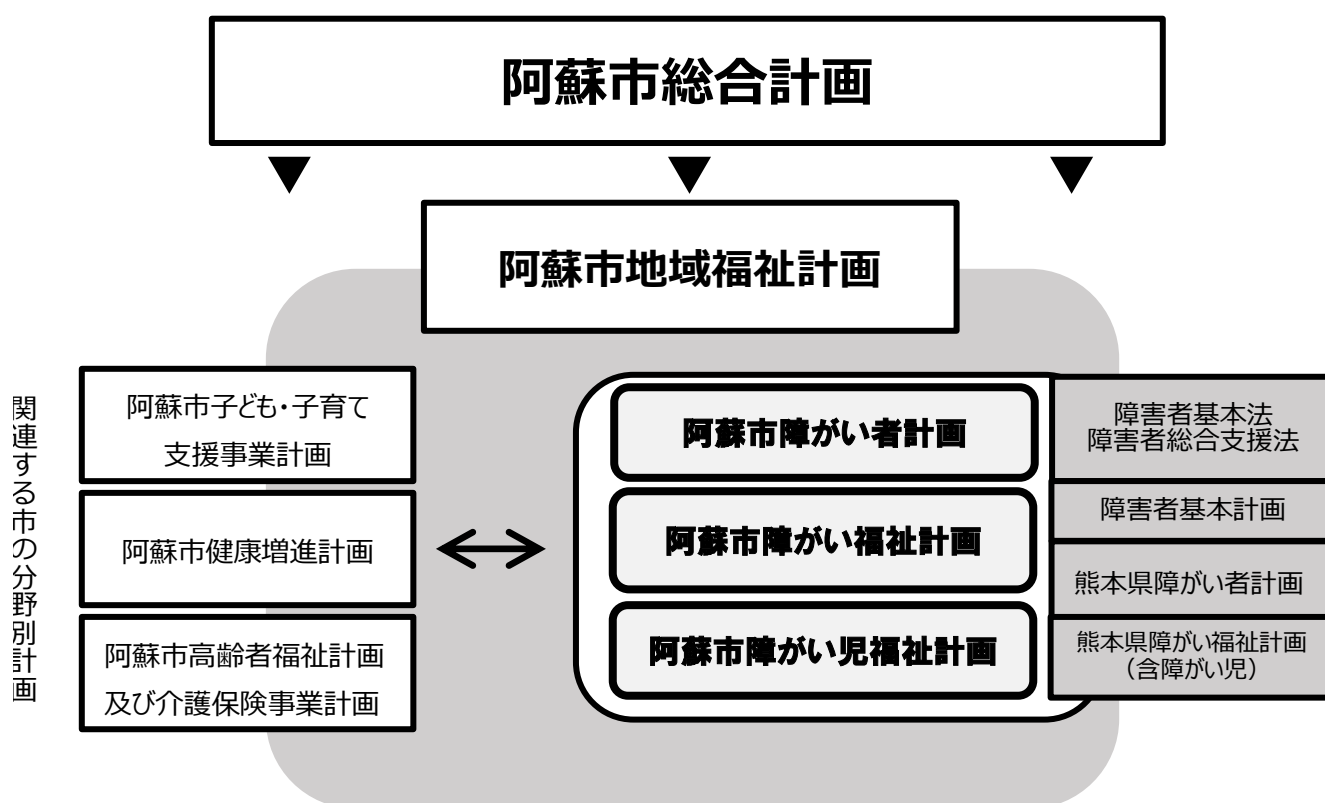 阿蘇市総合計画
阿蘇市地域福祉計画
関連する市の分野別計画
阿蘇市子ども・子育て
支援事業計画
阿蘇市健康増進計画
阿蘇市高齢者福祉計画
及び介護保険事業計画
阿蘇市障がい者計画
阿蘇市障がい福祉計画
阿蘇市障がい児福祉計画
障害者基本法
障害者総合支援法
障害者基本計画
熊本県障がい者計画
熊本県障がい福祉計画
（含障がい児）